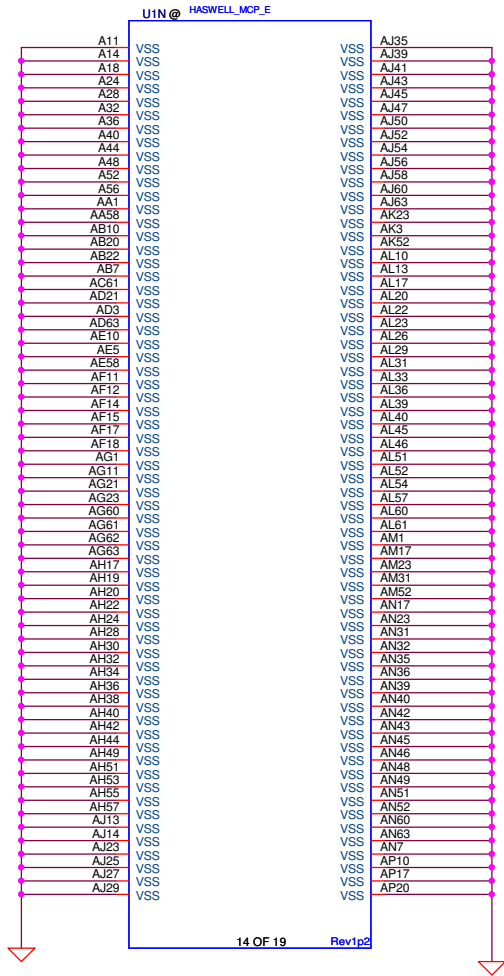 U1N @ HASWELL_MCP_E
A11 VSS VSS AJ35
A14 VSS VSS AJ39
A18 VSS VSS AJ41
A24 VSS VSS AJ43
A28 VSS VSS AJ45
A32 VSS VSS AJ47
A36 VSS VSS AJ50
A40 VSS VSS AJ52
A44 VSS VSS AJ54
A48 VSS VSS AJ56
A52 VSS VSS AJ58
A56 VSS VSS AJ60
AA1 VSS VSS AJ63
AA58 VSS VSS AK23
AB10 VSS VSS AK3
AB20 VSS VSS AK52
AB22 VSS VSS AL10
AB7 VSS VSS AL13
AC61 VSS VSS AL17
AD21 VSS VSS AL20
AD3 VSS VSS AL22
AD63 VSS VSS AL23
AE10 VSS VSS AL26
AE5 VSS VSS AL29
AE58 VSS VSS AL31
AF11 VSS VSS AL33
AF12 VSS VSS AL36
AF14 VSS VSS AL39
AF15 VSS VSS AL40
AF17 VSS VSS AL45
AF18 VSS VSS AL46
AG1 VSS VSS AL51
AG11 VSS VSS AL52
AG21 VSS VSS AL54
AG23 VSS VSS AL57
AG60 VSS VSS AL60
AG61 VSS VSS AL61
AG62 VSS VSS AM1
AG63 VSS VSS AM17
AH17 VSS VSS AM23
AH19 VSS VSS AM31
AH20 VSS VSS AM52
AH22 VSS VSS AN17
AH24 VSS VSS AN23
AH28 VSS VSS AN31
AH30 VSS VSS AN32
AH32 VSS VSS AN35
AH34 VSS VSS AN36
AH36 VSS VSS AN39
AH38 VSS VSS AN40
AH40 VSS VSS AN42
AH42 VSS VSS AN43
AH44 VSS VSS AN45
AH49 VSS VSS AN46
AH51 VSS VSS AN48
AH53 VSS VSS AN49
AH55 VSS VSS AN51
AH57 VSS VSS AN52
AJ13 VSS VSS AN60
AJ14 VSS VSS AN63
AJ23 VSS VSS AN7
AJ25 VSS VSS AP10
AJ27 VSS VSS AP17
AJ29 VSS VSS AP20
14 OF 19 Rev1p2